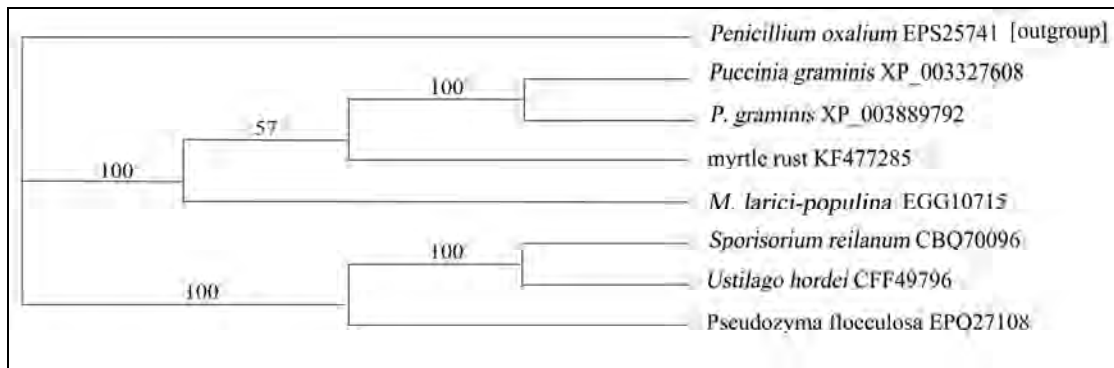 Penicillium oxalium EPS25741 [outgroup]
Puccinia graminis XP_003327608
100
P. graminis XP_003889792
57
myrtle rust KF477285
100
M. larici-populina EGG10715
Sporisorium reilanum CBQ70096
100
Ustilago hordei CFF49796
100
Pseudozyma flocculosa EPQ27108